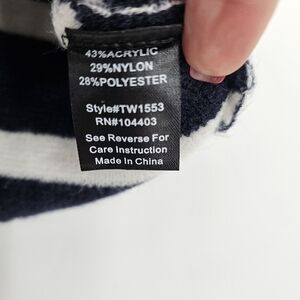 43%ACRYLIC
29%NYLON
28%POLYESTER
Style#TW1553
RN#104403
See Reverse For
Care Instruction
Made In China